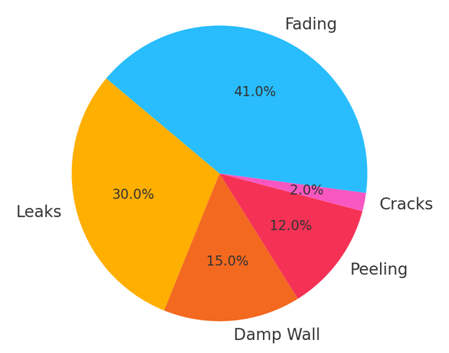 Fading
41.0%
Leaks
30.0%
2.0%
Cracks
12.0%
Peeling
15.0%
Damp Wall